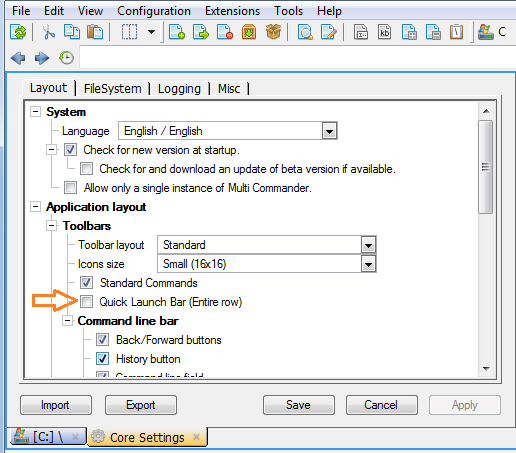 File Edit View Configuration Extensions Tools Help
C
Layout FileSystem Logging Misc
System
Language English / English
Check for new version at startup.
Check for and download an update of beta version if available.
Allow only a single instance of Multi Commander.
Application layout
Toolbars
Toolbar layout Standard
Icons size Small (16x16)
Standard Commands
Quick Launch Bar (Entire row)
Command line bar
Back/Forward buttons
History button
Command line field
Import Export Save Cancel Apply
[C:] \ Core Settings